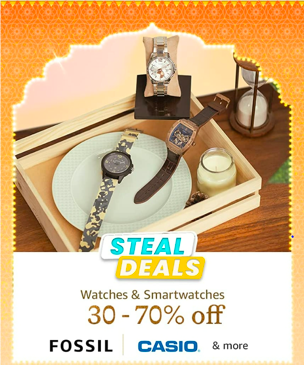 STEAL
DEALS
Watches & Smartwatches
30 - 70% off
FOSSIL CASIO & more